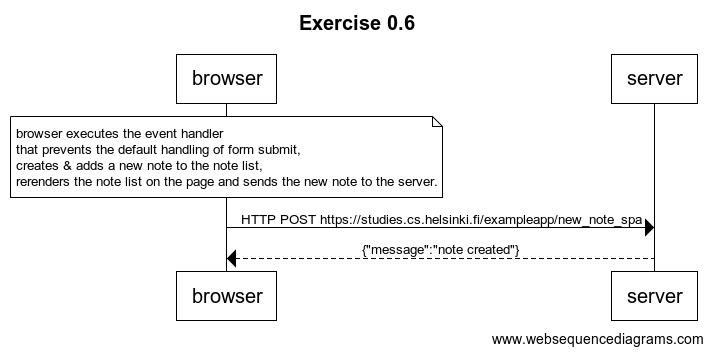 Exercise 0.6
browser
server
browser executes the event handler
that prevents the default handling of form submit,
creates & adds a new note to the note list,
rerenders the note list on the page and sends the new note to the server.
HTTP POST https://studies.cs.helsinki.fi/exampleapp/new_note_spa
{"message":"note created"}
browser
server
www.websequencediagrams.com